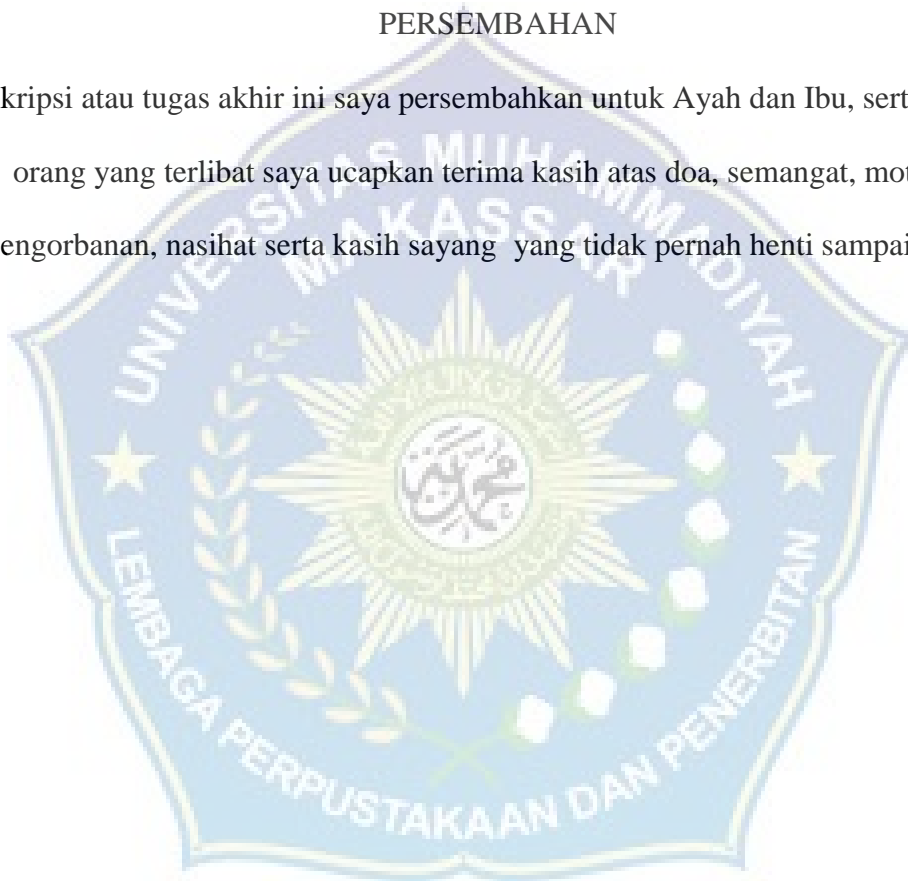 PERSEMBAHAN
kripsi atau tugas akhir ini saya persembahkan untuk Ayah dan Ibu, sert
orang yang terlibat saya ucapkan terima kasih atas doa, semangat, mot
engorbanan, nasihat serta kasih sayang yang tidak pernah henti sampai
UNIVERSITAS MUHAMMADIYAH
MAKASSAR
محمدية
LEMBAGA PERPUSTAKAAN DAN PENERBITAN